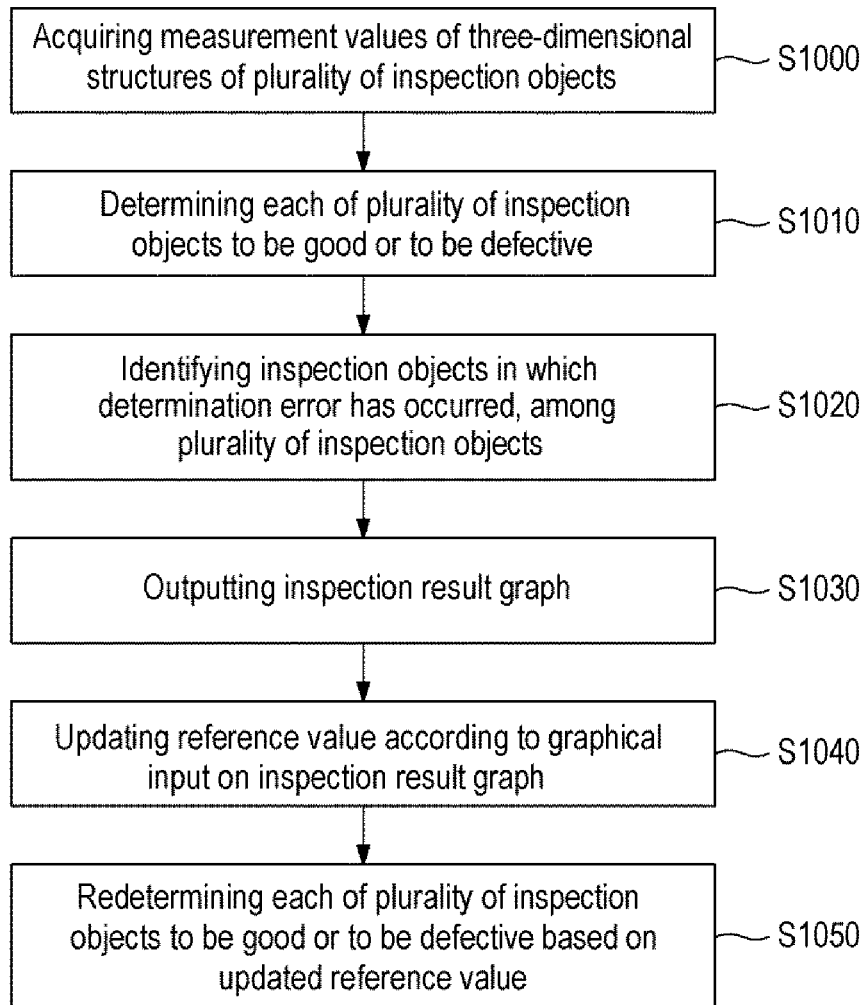 Acquiring measurement values of three-dimensional
structures of plurality of inspection objects
S1000
Determining each of plurality of inspection
objects to be good or to be defective
S1010
Identifying inspection objects in which
determination error has occurred, among
plurality of inspection objects
S1020
Outputting inspection result graph
S1030
Updating reference value according to graphical
input on inspection result graph
S1040
Redetermining each of plurality of inspection
objects to be good or to be defective based on
updated reference value
S1050